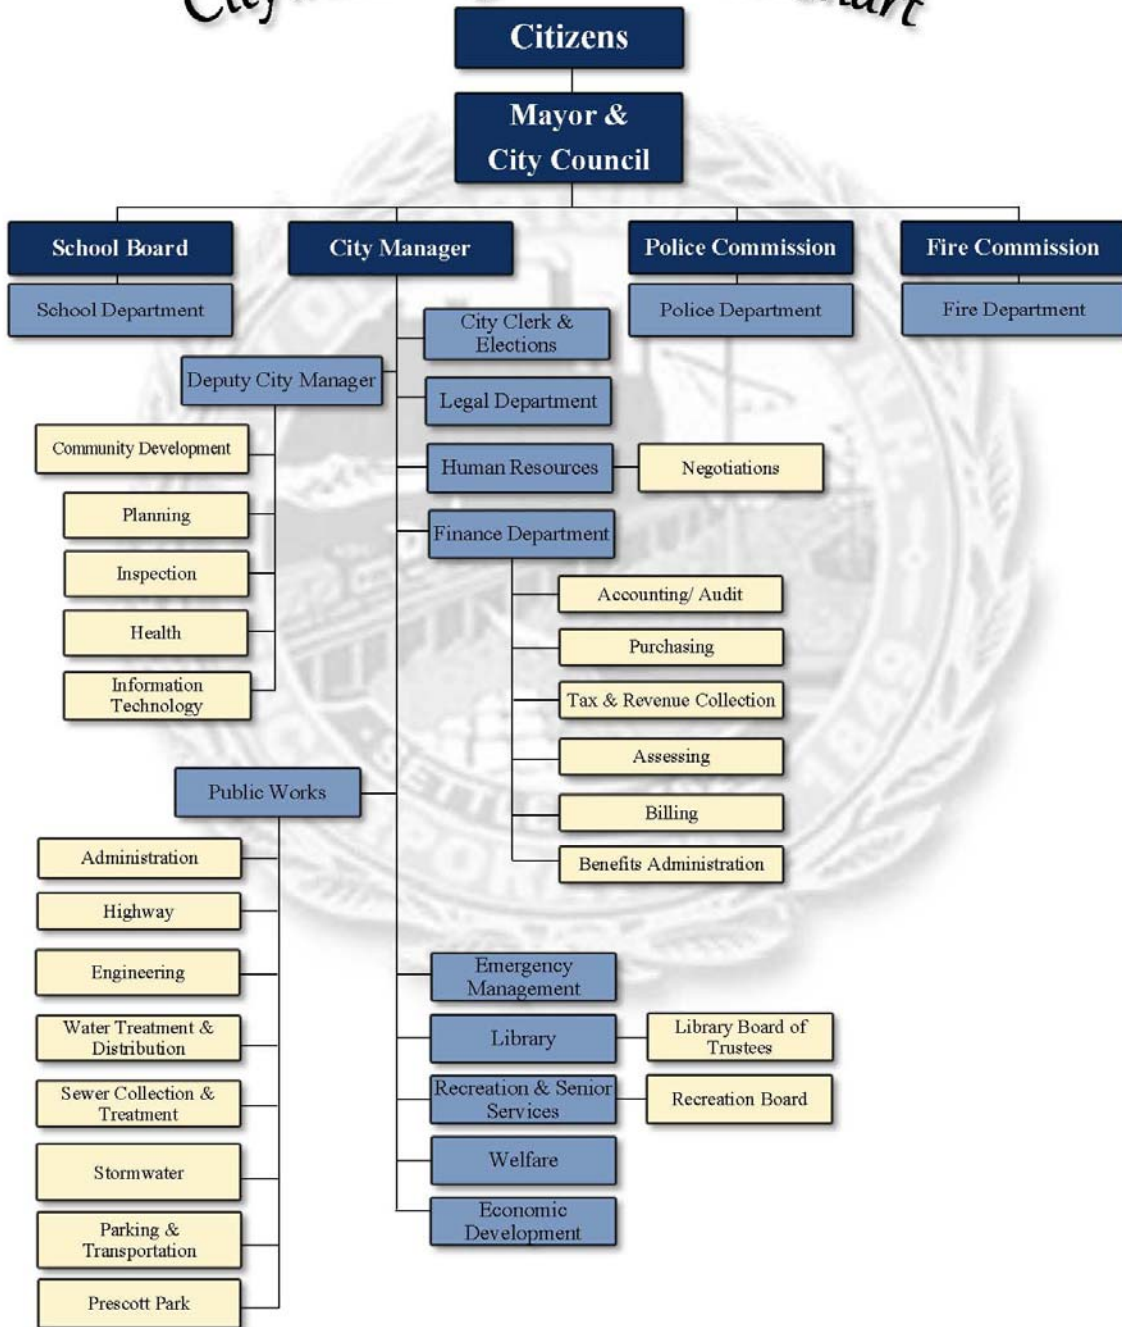 City
Citizens
Mayor &
City Council
School Board
City Manager
Police Commission
Fire Commission
School Department
Police Department
Fire Department
City Clerk &
Elections
Deputy City Manager
Legal Department
Community Development
Human Resources
Negotiations
Planning
Finance Department
Inspection
Accounting/ Audit
Health
Purchasing
Information
Technology
Tax & Revenue Collection
Assessing
Public Works
Billing
Administration
Benefits Administration
Highway
Engineering
Emergency
Management
Water Treatment &
Distribution
Library
Library Board of
Trustees
Sewer Collection &
Treatment
Recreation & Senior
Services
Recreation Board
Stormwater
Welfare
Parking &
Transportation
Economic
Development
Prescott Park
1849